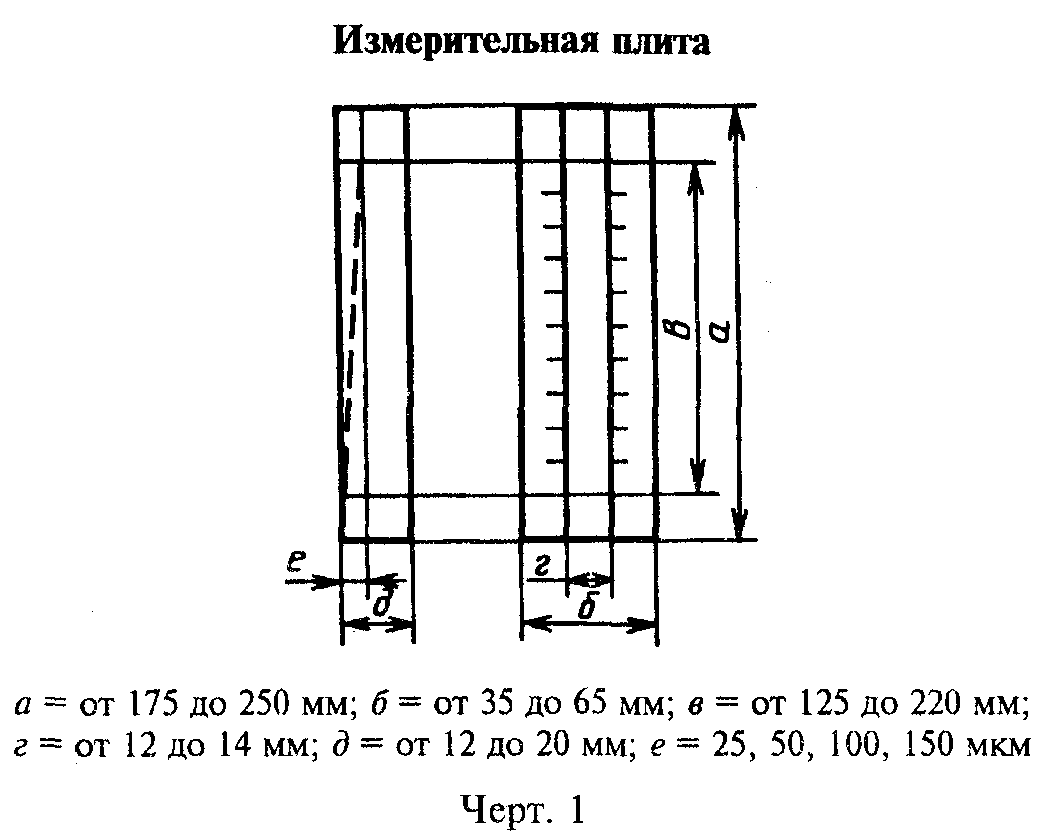 Измерительная плита
в
а
е
г
д
б
а = от 175 до 250 мм; б = от 35 до 65 мм; в = от 125 до 220 мм;
г = от 12 до 14 мм; д = от 12 до 20 мм; е = 25, 50, 100, 150 мкм
Черт. 1